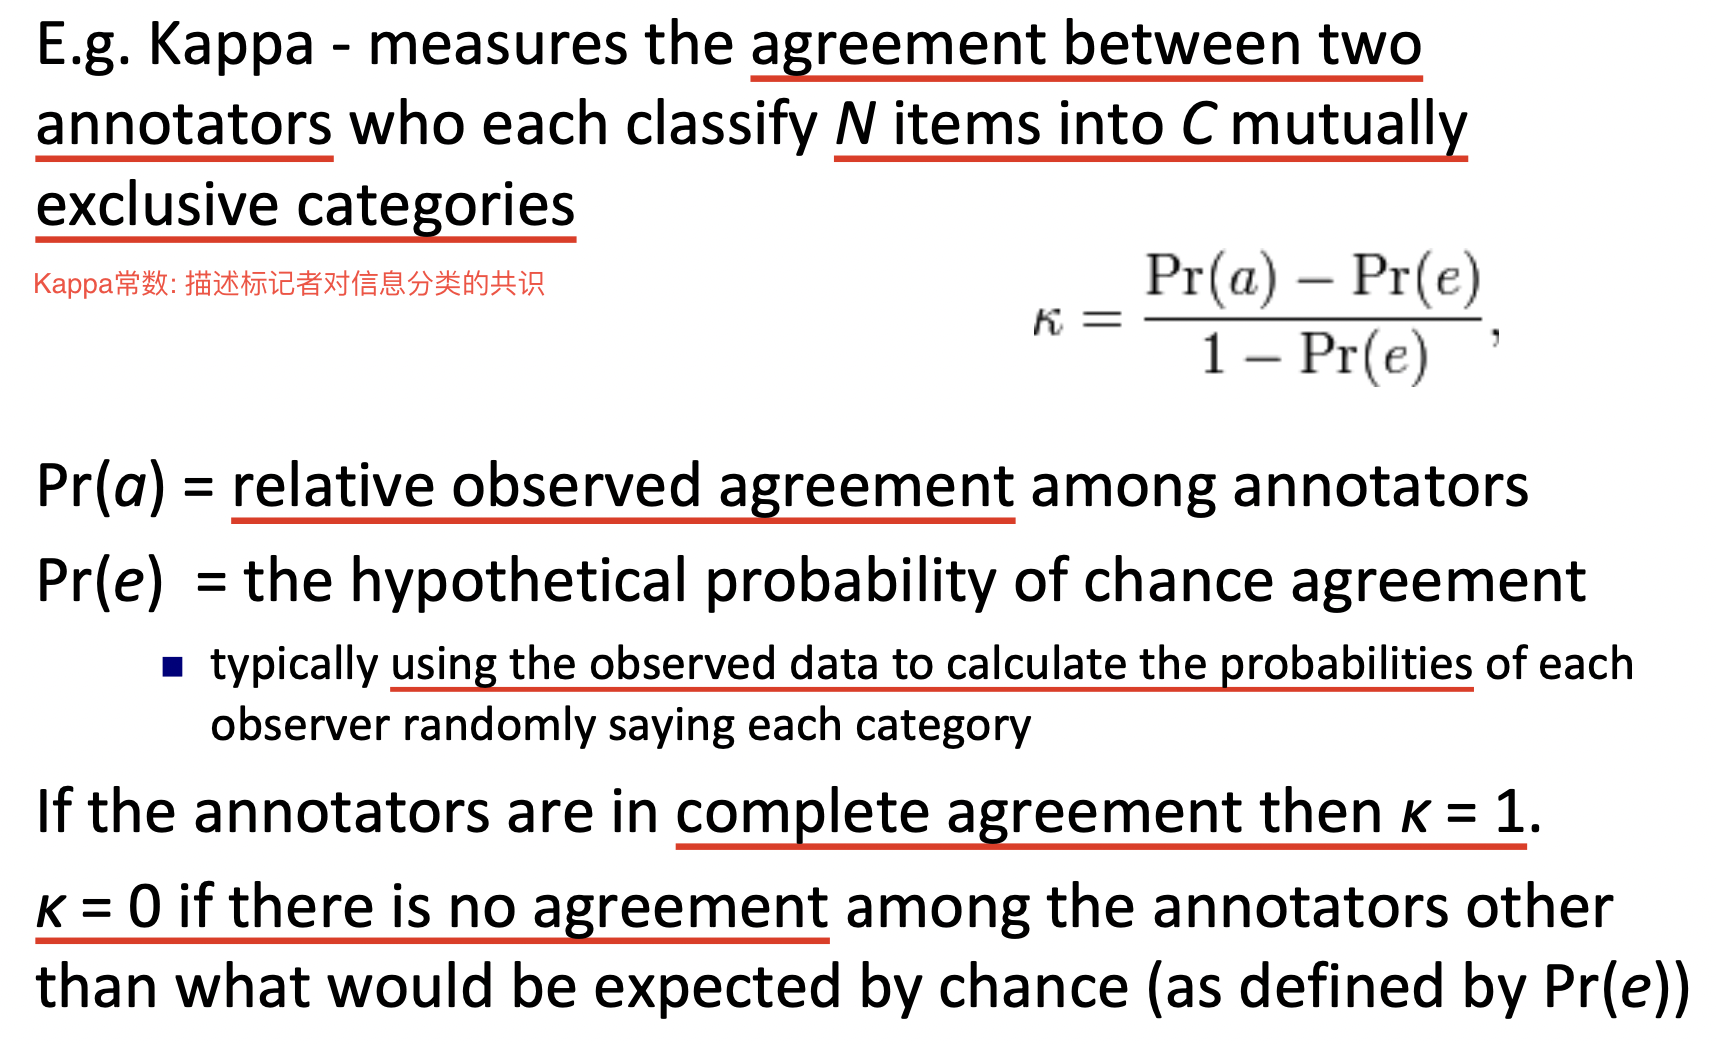 E.g. Kappa - measures the agreement between two
annotators who each classify N items into C mutually
exclusive categories
Kappa常数: 描述标记者对信息分类的共识
κ = Pr(a) − Pr(e) / 1 − Pr(e) ,
Pr(a) = relative observed agreement among annotators
Pr(e) = the hypothetical probability of chance agreement
■ typically using the observed data to calculate the probabilities of each
observer randomly saying each category
If the annotators are in complete agreement then κ = 1.
κ = 0 if there is no agreement among the annotators other
than what would be expected by chance (as defined by Pr(e))